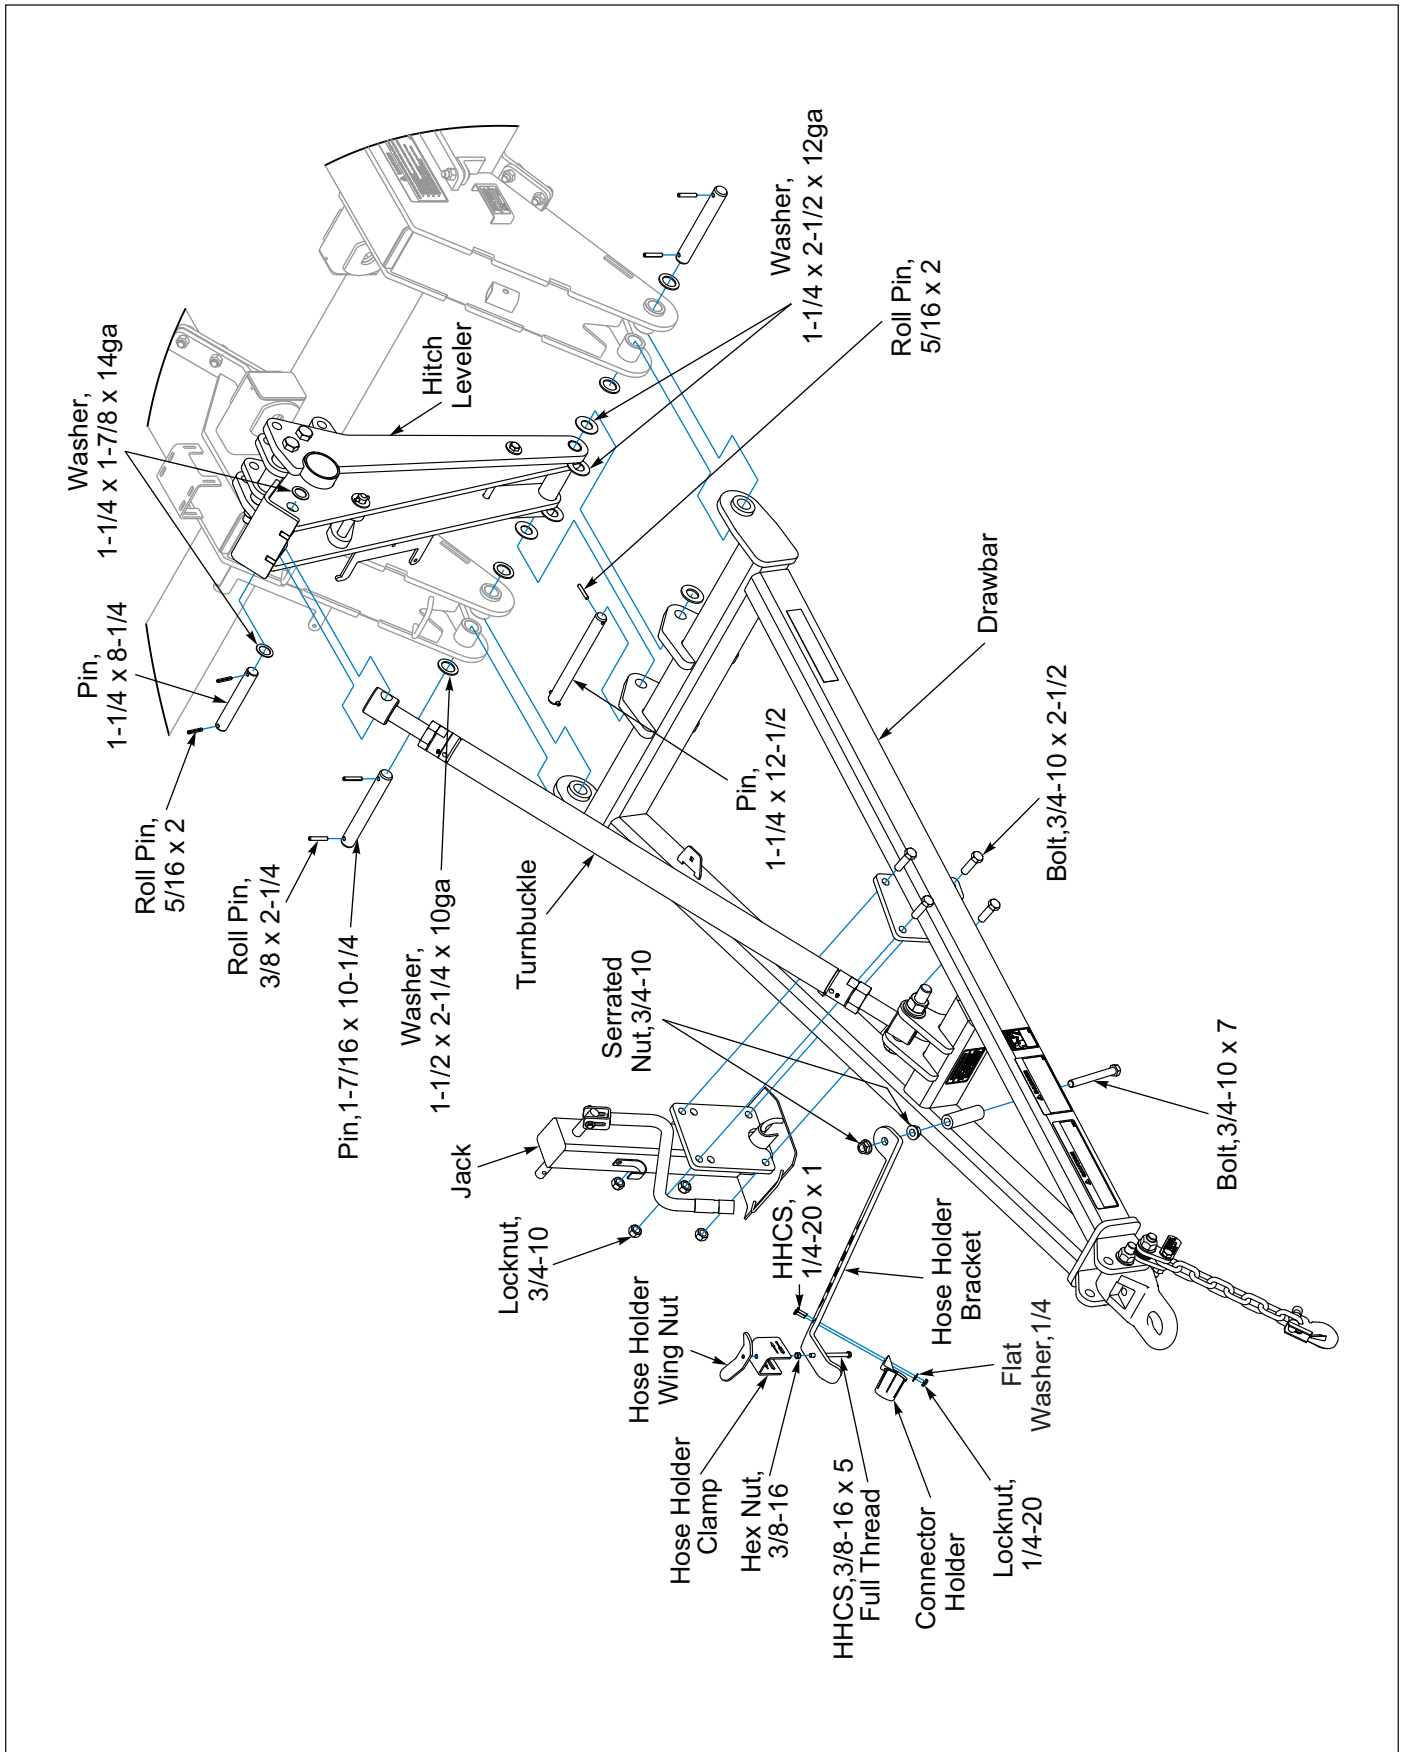 Washer,
1-1/4 x 1-7/8 x 14ga
Pin,
1-1/4 x 8-1/4
Roll Pin,
5/16 x 2
Roll Pin,
3/8 x 2-1/4
Pin,1-7/16 x 10-1/4
Washer,
1-1/2 x 2-1/4 x 10ga
Turnbuckle
Serrated
Nut,3/4-10
Jack
Locknut,
3/4-10
Hose Holder
Wing Nut
Hose Holder
Clamp
Hex Nut,
3/8-16
HHCS,3/8-16 x 5
Full Thread
Connector
Holder
Locknut,
1/4-20
Flat
Washer,1/4
Hose Holder
Bracket
HHCS,
1/4-20 x 1
Bolt,3/4-10 x 7
Bolt,3/4-10 x 2-1/2
Drawbar
Pin,
1-1/4 x 12-1/2
Roll Pin,
5/16 x 2
Washer,
1-1/4 x 2-1/2 x 12ga
Hitch
Leveler